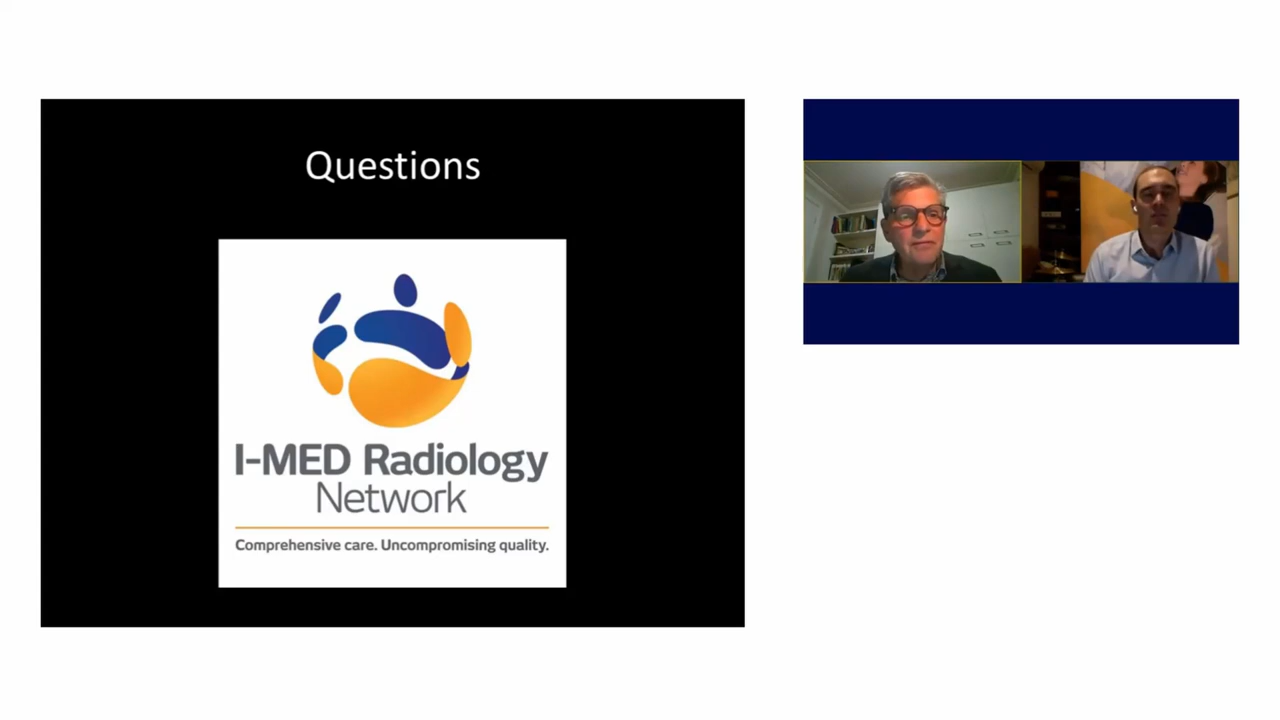 Questions
I-MED Radiology
Network
Comprehensive care. Uncompromising quality.